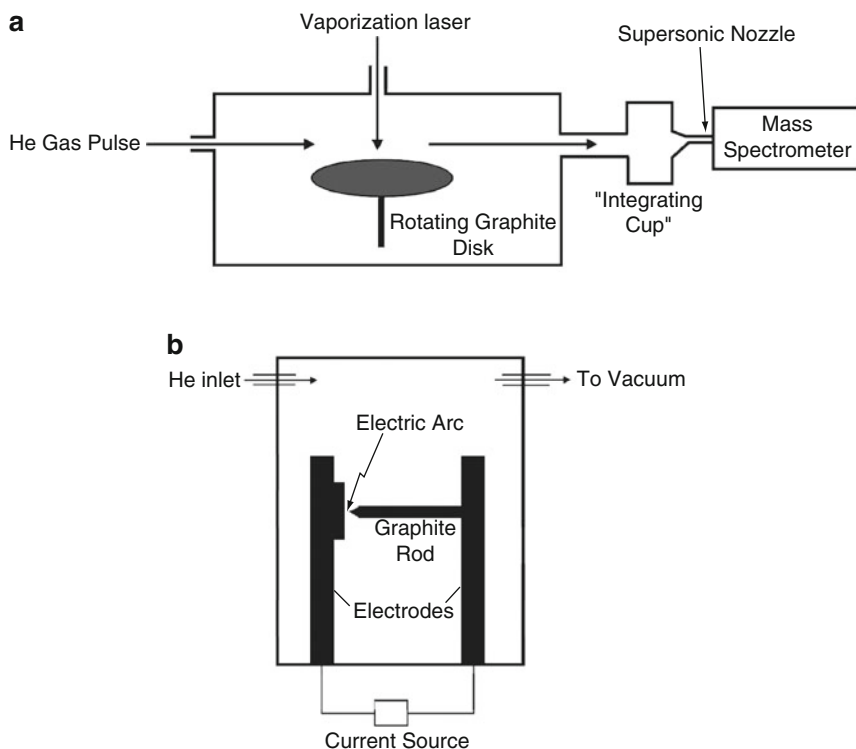 a
Vaporization laser
Supersonic Nozzle
He Gas Pulse
Mass
Spectrometer
"Integrating
Cup"
Rotating Graphite
Disk
b
He inlet
To Vacuum
Electric Arc
Graphite
Rod
Electrodes
Current Source